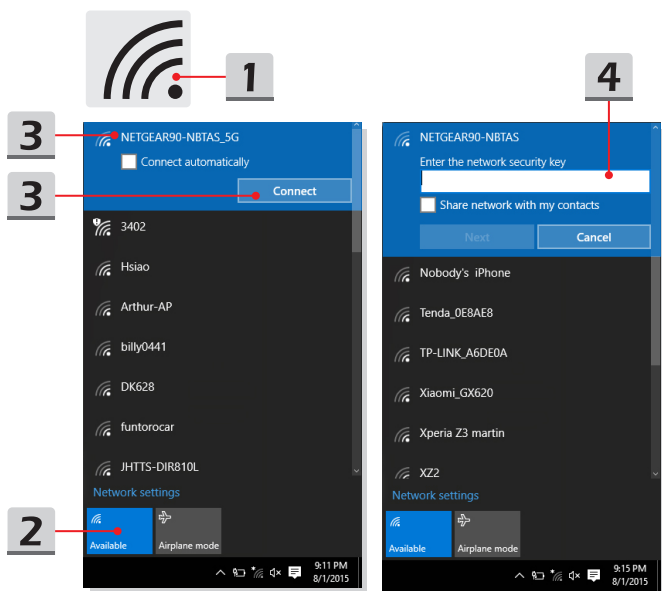 1
3
NETGEAR90-NBTAS_5G
Connect automatically
3
Connect
3402
Hsiao
Arthur-AP
billy0441
DK628
funtorocar
JHTTS-DIR810L
Network settings
2
Available
Airplane mode
9:11 PM
8/1/2015
4
NETGEAR90-NBTAS
Enter the network security key
Share network with my contacts
Next
Cancel
Nobody's iPhone
Tenda_0E8AE8
TP-LINK_A6DE0A
Xiaomi_GX620
Xperia Z3 martin
XZ2
Network settings
Available
Airplane mode
9:15 PM
8/1/2015